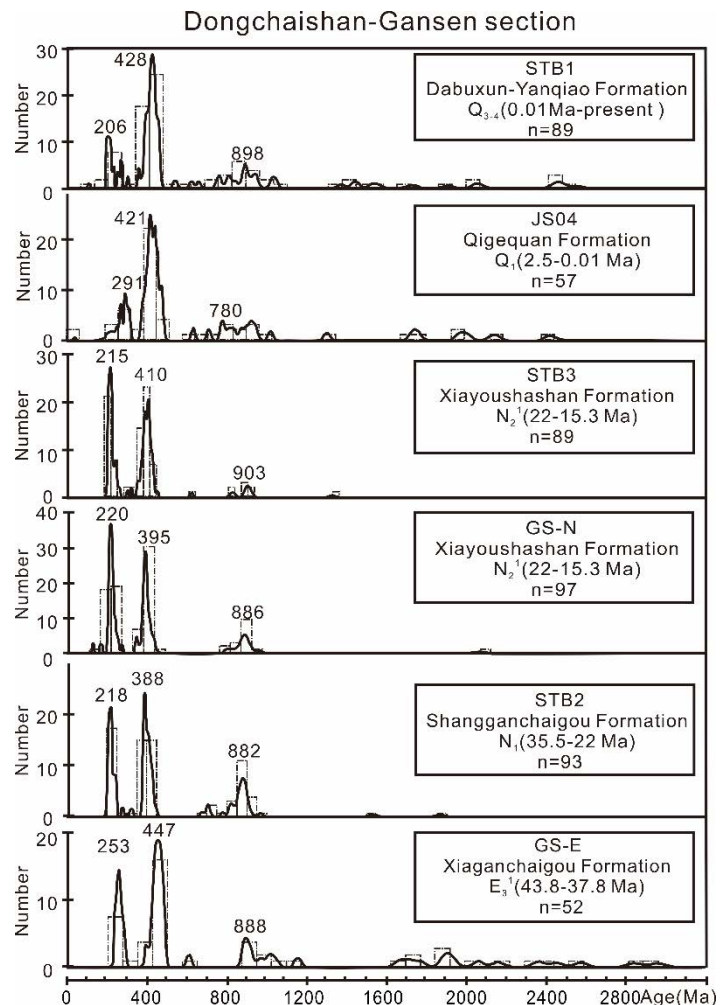 Dongchaishan-Gansen section
30
20
10
0
Number
206
428
898
STB1
Dabuxun-Yanqiao Formation
Q₃₋₄(0.01Ma-present )
n=89
20
10
0
Number
291
421
780
JS04
Qigequan Formation
Q₁(2.5-0.01 Ma)
n=57
30
20
10
0
Number
215
410
903
STB3
Xiayoushashan Formation
N₂¹(22-15.3 Ma)
n=89
40
30
20
10
0
Number
220
395
886
GS-N
Xiayoushashan Formation
N₂¹(22-15.3 Ma)
n=97
20
10
0
Number
218
388
882
STB2
Shangganchaigou Formation
N₁(35.5-22 Ma)
n=93
20
10
0
Number
253
447
888
GS-E
Xiaganchaigou Formation
E₃¹(43.8-37.8 Ma)
n=52
0 400 800 1200 1600 2000 2400 2800 Age(Ma)